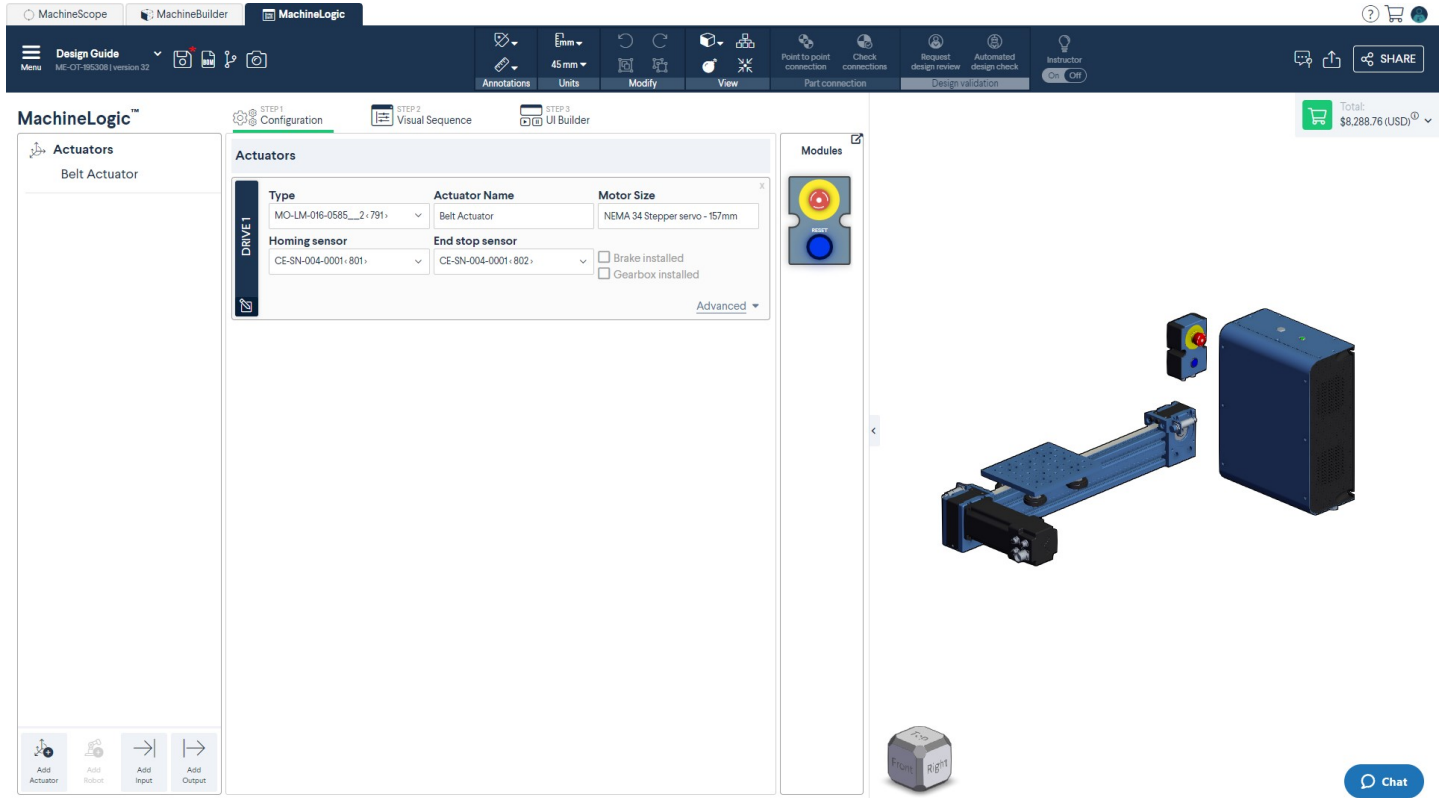 MachineScope
MachineBuilder
MachineLogic
Menu
Design Guide
ME-OT-195308 | version 32
BOM
Annotations
mm
45 mm
Units
Modify
View
Point to point connection
Check connections
Part connection
Request design review
Automated design check
Design validation
Instructor
On Off
SHARE
MachineLogic™
STEP 1
Configuration
STEP 2
Visual Sequence
STEP 3
UI Builder
Total:
$8,288.76 (USD)
Actuators
Belt Actuator
Actuators
DRIVE 1
Type
MO-LM-016-0585__2 <791>
Actuator Name
Belt Actuator
Motor Size
NEMA 34 Stepper servo - 157mm
x
Homing sensor
CE-SN-004-0001 <801>
End stop sensor
CE-SN-004-0001 <802>
Brake installed
Gearbox installed
Advanced
Modules
RESET
Add Actuator
Add Robot
Add Input
Add Output
Top
Front
Right
Chat